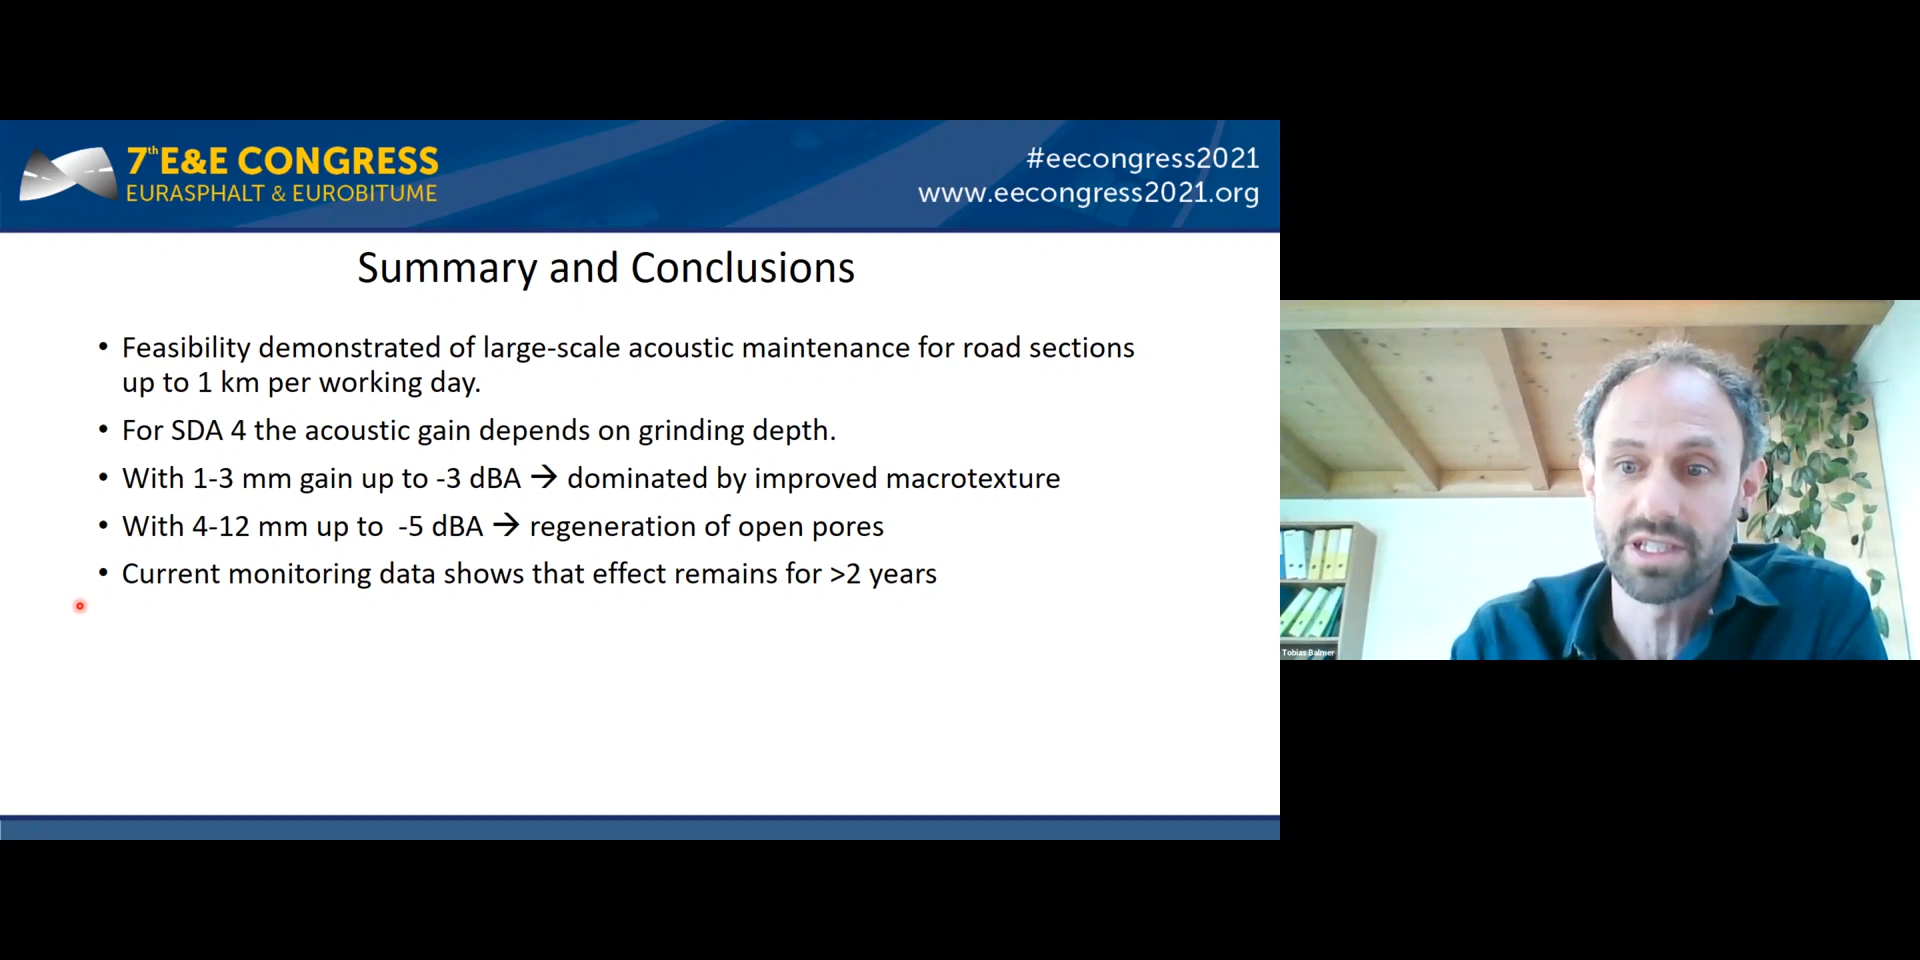 7th E&E CONGRESS
EURASPHALT & EUROBITUME
#eecongress2021
www.eecongress2021.org
Summary and Conclusions
• Feasibility demonstrated of large-scale acoustic maintenance for road sections
up to 1 km per working day.
• For SDA 4 the acoustic gain depends on grinding depth.
• With 1-3 mm gain up to -3 dBA → dominated by improved macrotexture
• With 4-12 mm up to  -5 dBA → regeneration of open pores
• Current monitoring data shows that effect remains for >2 years
Tobias Balmer